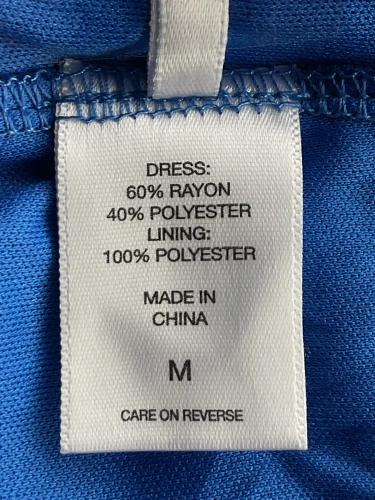 DRESS:
60% RAYON
40% POLYESTER
LINING:
100% POLYESTER
MADE IN
CHINA
M
CARE ON REVERSE